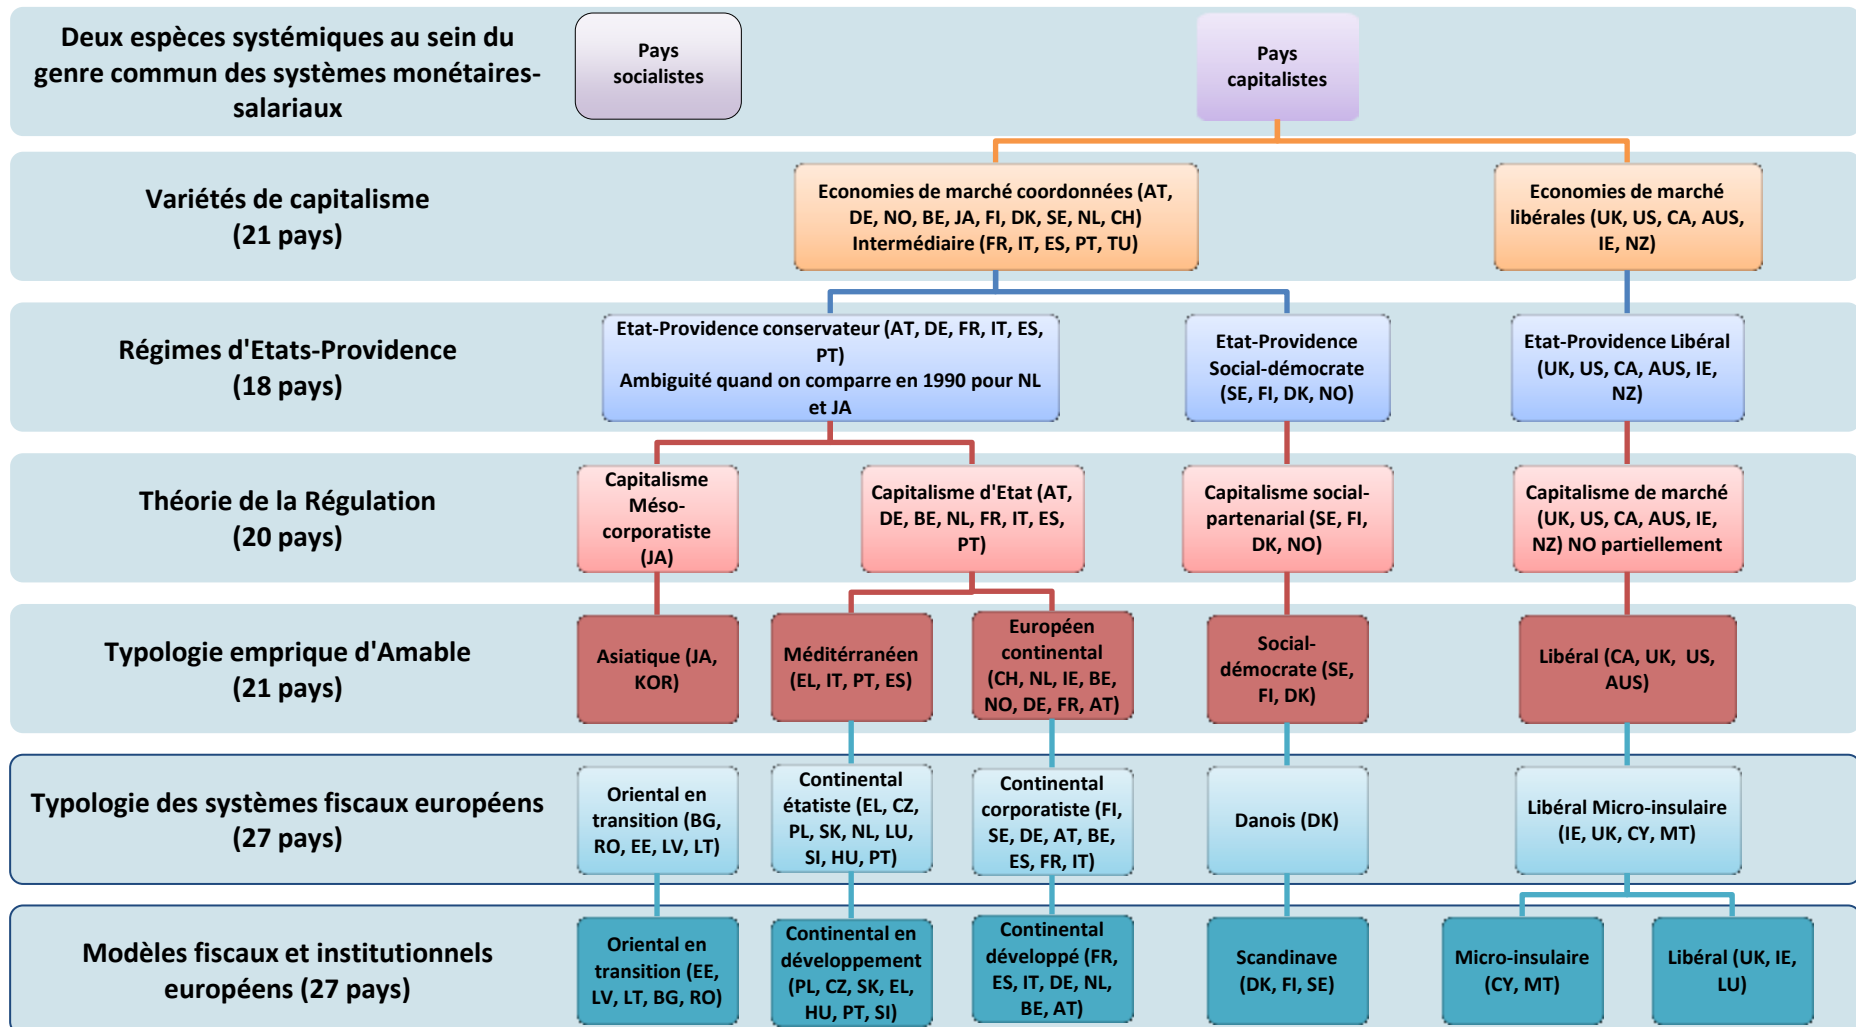 Deux espèces systémiques au sein du
genre commun des systèmes monétaires-
salariaux
Pays
socialistes
Pays
capitalistes
Variétés de capitalisme
(21 pays)
Economies de marché coordonnées (AT,
DE, NO, BE, JA, FI, DK, SE, NL, CH)
Intermédiaire (FR, IT, ES, PT, TU)
Economies de marché
libérales (UK, US, CA, AUS,
IE, NZ)
Régimes d'Etats-Providence
(18 pays)
Etat-Providence conservateur (AT, DE, FR, IT, ES,
PT)
Ambiguité quand on comparre en 1990 pour NL
et JA
Etat-Providence
Social-démocrate
(SE, FI, DK, NO)
Etat-Providence Libéral
(UK, US, CA, AUS, IE,
NZ)
Théorie de la Régulation
(20 pays)
Capitalisme
Méso-
corporatiste
(JA)
Capitalisme d'Etat (AT,
DE, BE, NL, FR, IT, ES,
PT)
Capitalisme social-
partenarial (SE, FI,
DK, NO)
Capitalisme de marché
(UK, US, CA, AUS, IE,
NZ) NO partiellement
Typologie emprique d'Amable
(21 pays)
Asiatique (JA,
KOR)
Méditérranéen
(EL, IT, PT, ES)
Européen
continental
(CH, NL, IE, BE,
NO, DE, FR, AT)
Social-
démocrate (SE,
FI, DK)
Libéral (CA, UK, US,
AUS)
Typologie des systèmes fiscaux européens
(27 pays)
Oriental en
transition (BG,
RO, EE, LV, LT)
Continental
étatiste (EL, CZ,
PL, SK, NL, LU,
SI, HU, PT)
Continental
corporatiste (FI,
SE, DE, AT, BE,
ES, FR, IT)
Danois (DK)
Libéral Micro-insulaire
(IE, UK, CY, MT)
Modèles fiscaux et institutionnels
européens (27 pays)
Oriental en
transition (EE,
LV, LT, BG, RO)
Continental en
développement
(PL, CZ, SK, EL,
HU, PT, SI)
Continental
développé (FR,
ES, IT, DE, NL,
BE, AT)
Scandinave
(DK, FI, SE)
Micro-insulaire
(CY, MT)
Libéral (UK, IE,
LU)